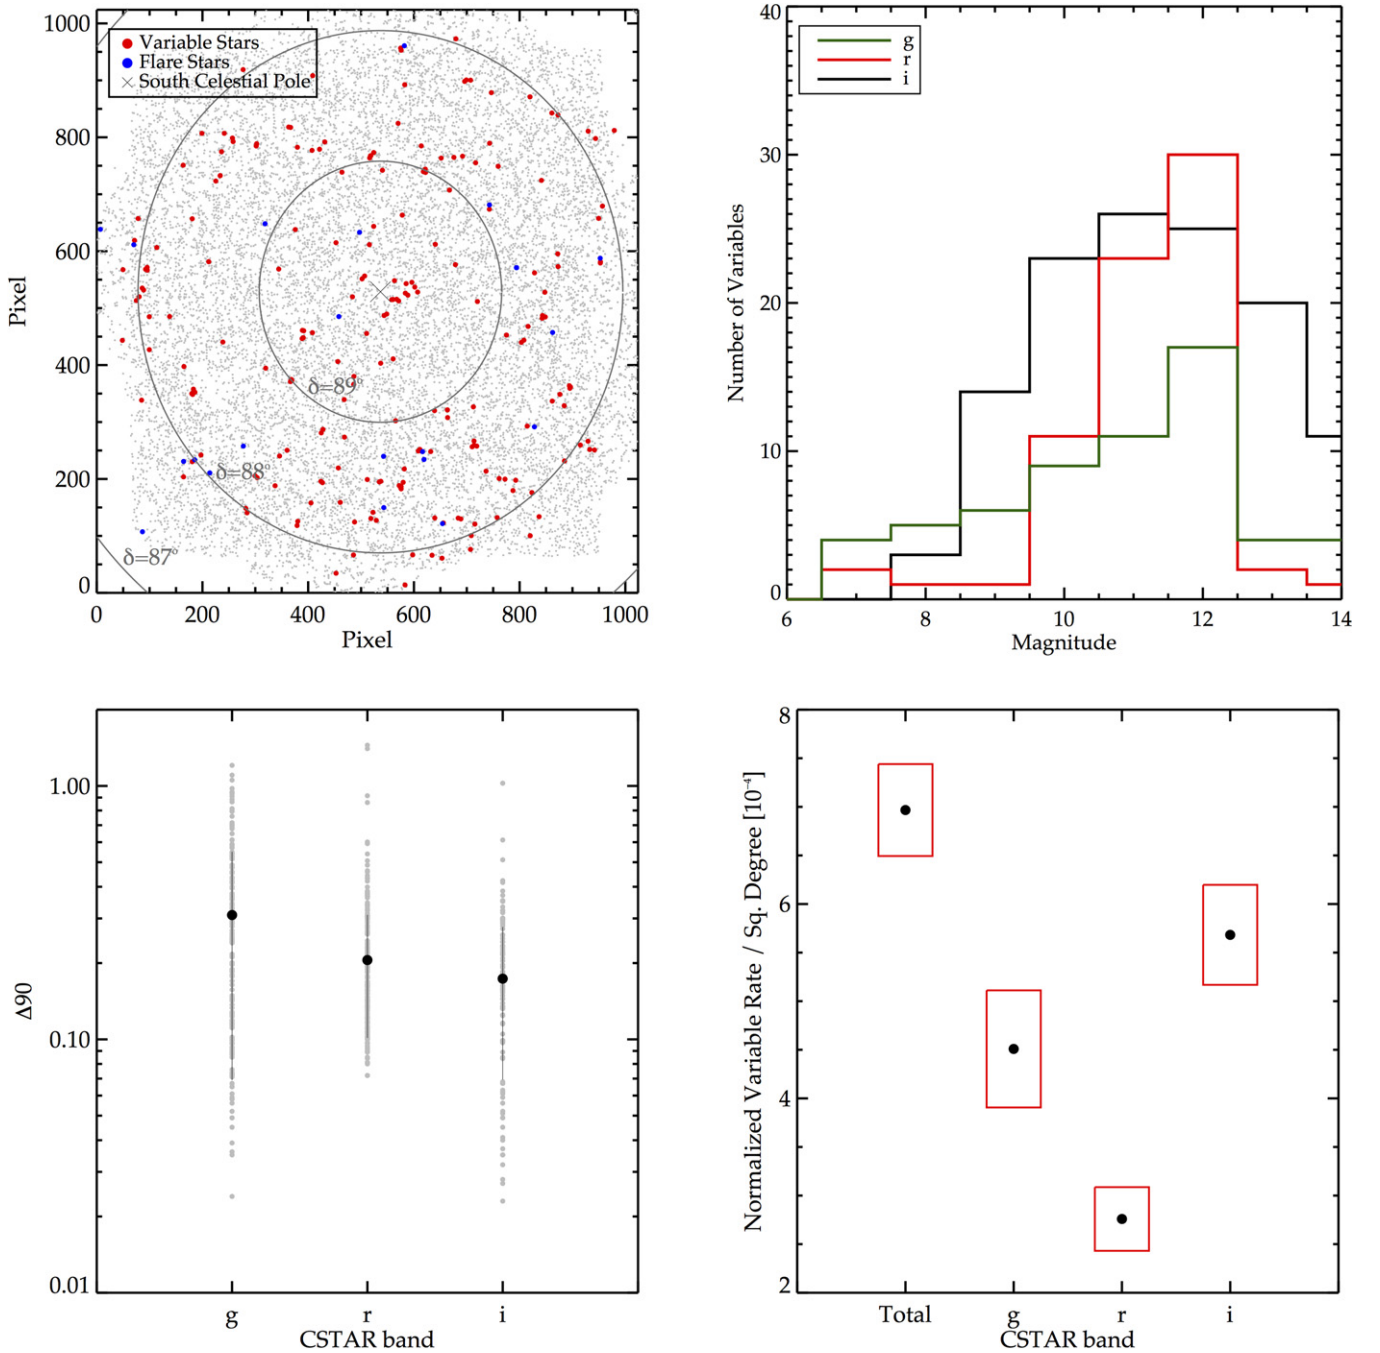 1000
800
600
400
200
0
Pixel
Variable Stars
Flare Stars
South Celestial Pole
δ=89°
δ=88°
δ=87°
0 200 400 600 800 1000
Pixel
40
30
20
10
0
Number of Variables
g
r
i
6 8 10 12 14
Magnitude
1.00
0.10
0.01
Δ90
g r i
CSTAR band
8
6
4
2
Normalized Variable Rate / Sq. Degree [10⁻⁴]
Total g r i
CSTAR band